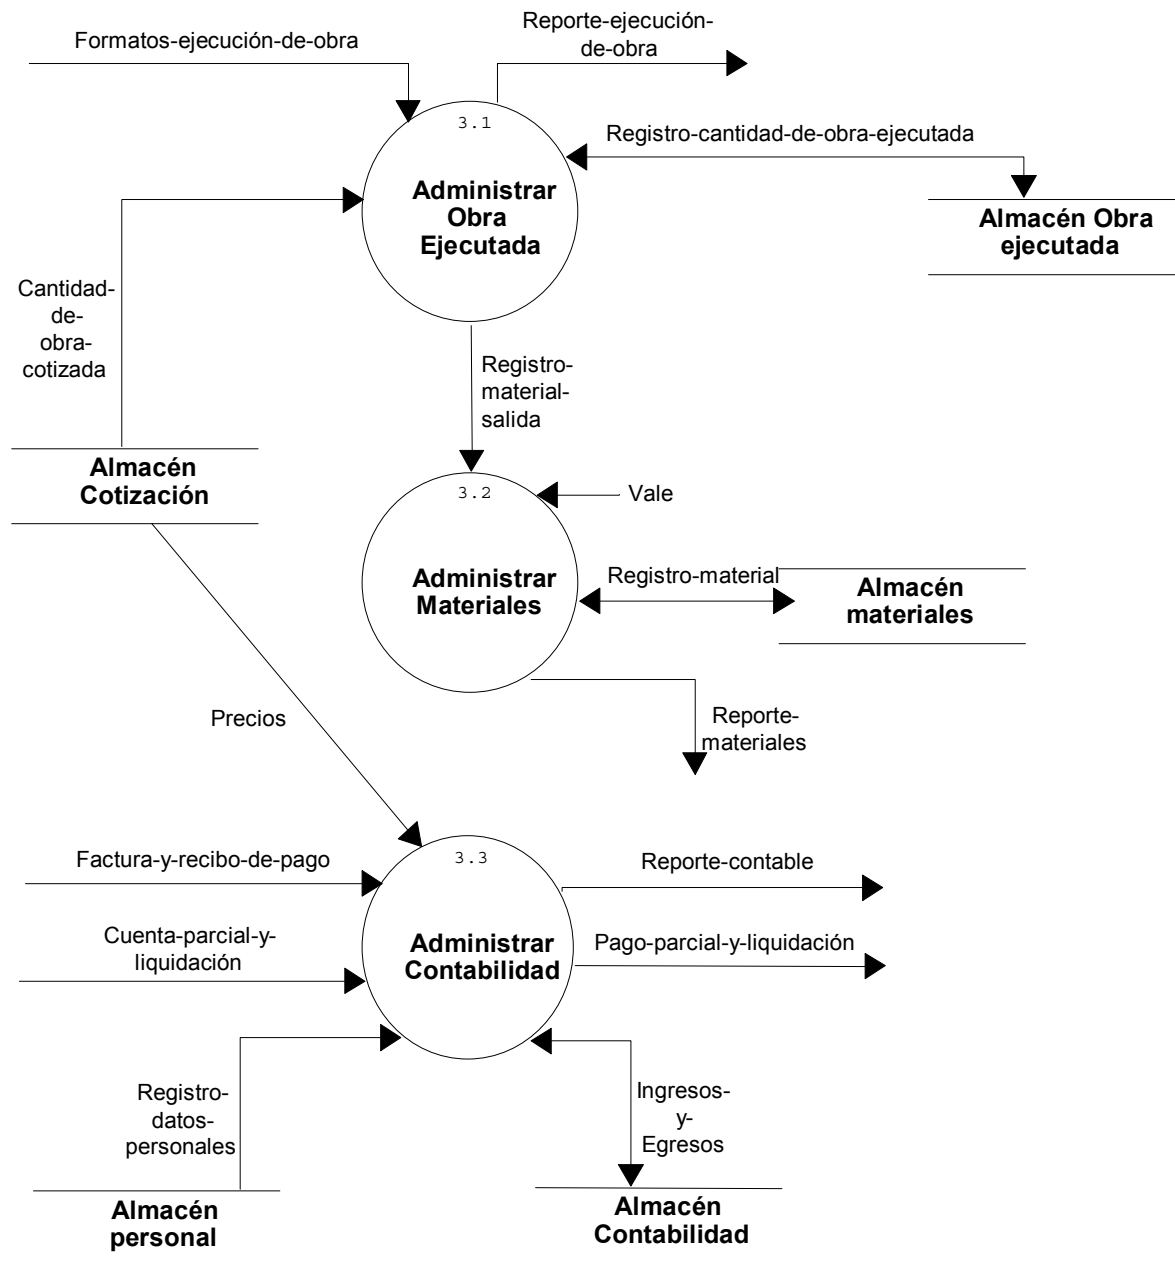 Reporte-ejecución-
de-obra
Formatos-ejecución-de-obra
3.1
Registro-cantidad-de-obra-ejecutada
Administrar
Obra
Ejecutada
Almacén Obra
ejecutada
Cantidad-
de-
obra-
cotizada
Registro-
material-
salida
Almacén
Cotización
3.2
Vale
Administrar
Materiales
Registro-material
Almacén
materiales
Precios
Reporte-
materiales
Factura-y-recibo-de-pago
3.3
Reporte-contable
Cuenta-parcial-y-
liquidación
Administrar
Contabilidad
Pago-parcial-y-liquidación
Registro-
datos-
personales
Ingresos-
y-
Egresos
Almacén
personal
Almacén
Contabilidad